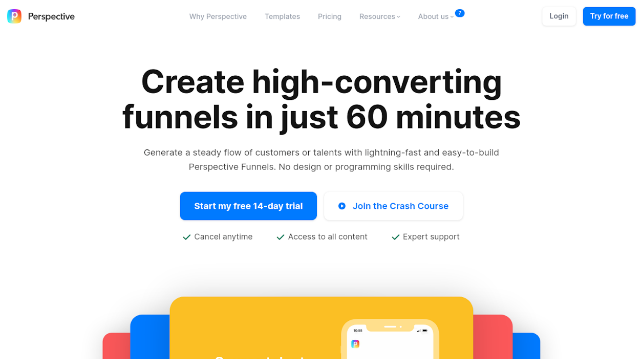 Perspective
Why Perspective
Templates
Pricing
Resources
About us
7
Login
Try for free
Create high-converting
funnels in just 60 minutes
Generate a steady flow of customers or talents with lightning-fast and easy-to-build
Perspective Funnels. No design or programming skills required.
Start my free 14-day trial
Join the Crash Course
Cancel anytime
Access to all content
Expert support